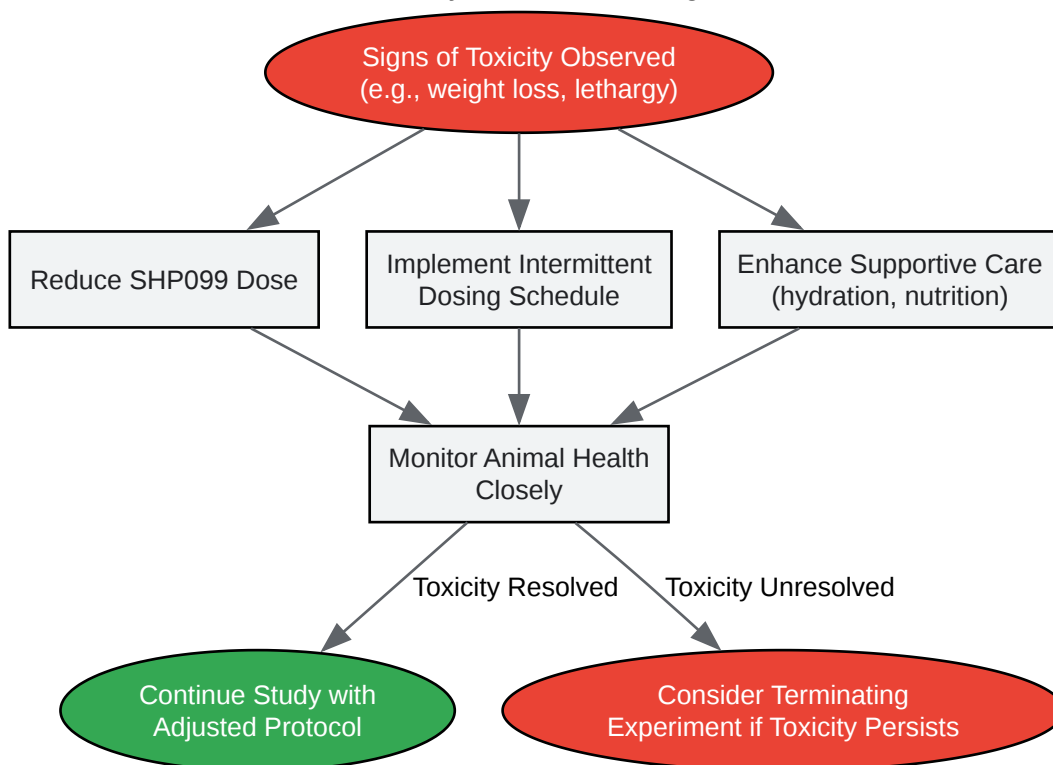 Signs of Toxicity Observed
(e.g., weight loss, lethargy)
Reduce SHP099 Dose
Implement Intermittent
Dosing Schedule
Enhance Supportive Care
(hydration, nutrition)
Monitor Animal Health
Closely
Toxicity Resolved
Toxicity Unresolved
Continue Study with
Adjusted Protocol
Consider Terminating
Experiment if Toxicity Persists